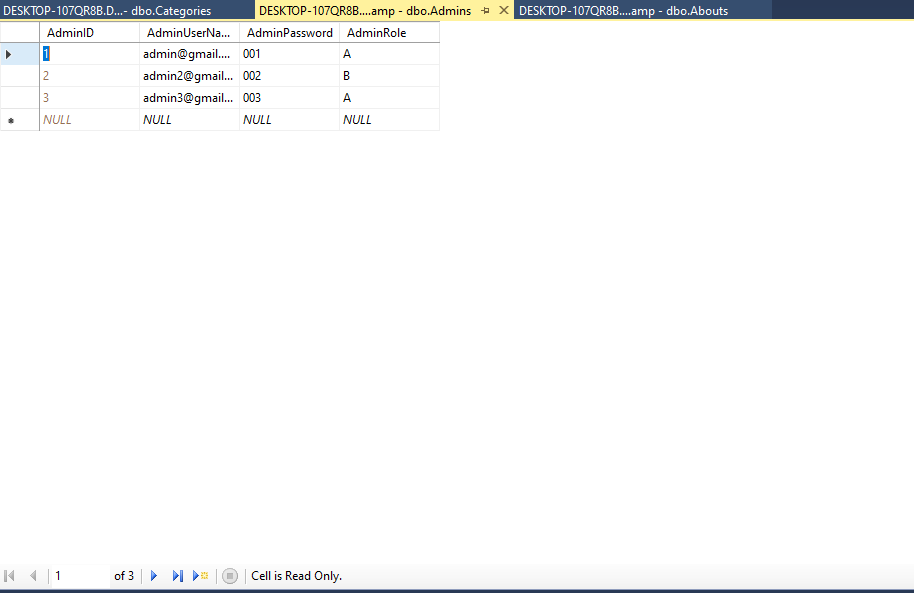 DESKTOP-107QR8B.D...- dbo.Categories DESKTOP-107QR8B....amp - dbo.Admins DESKTOP-107QR8B....amp - dbo.Abouts
AdminID AdminUserNa... AdminPassword AdminRole
1 admin@gmail.... 001 A
2 admin2@gmail... 002 B
3 admin3@gmail... 003 A
NULL NULL NULL NULL
1 of 3 Cell is Read Only.